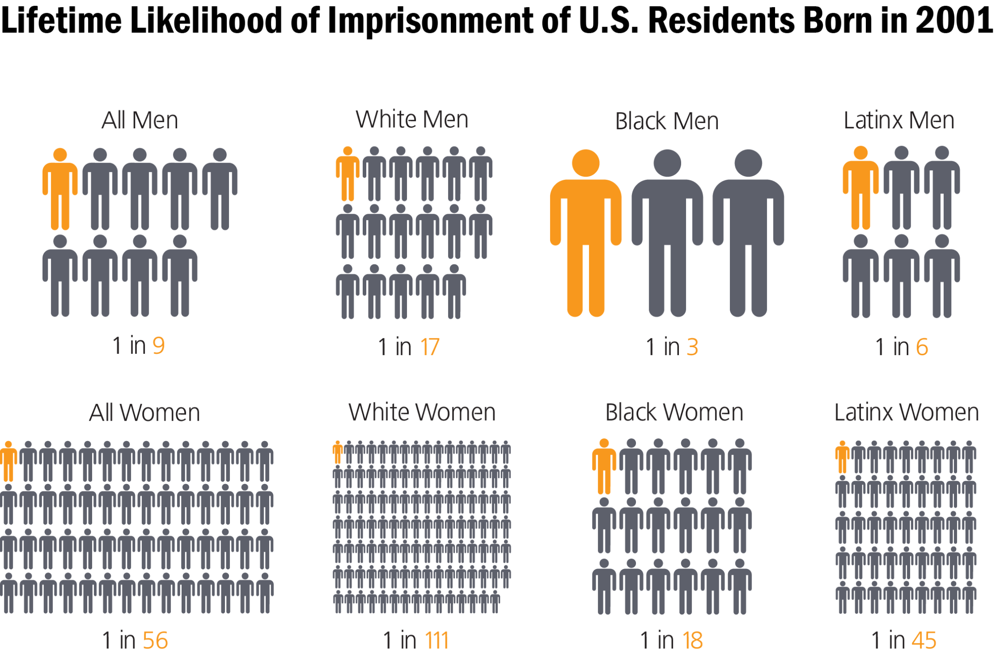 Lifetime Likelihood of Imprisonment of U.S. Residents Born in 2001
All Men
White Men
Black Men
Latinx Men
1 in 9
1 in 17
1 in 3
1 in 6
All Women
White Women
Black Women
Latinx Women
1 in 56
1 in 111
1 in 18
1 in 45